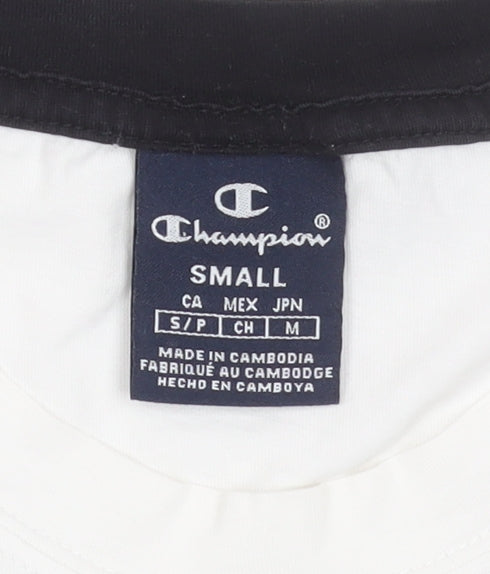 C
Champion®
SMALL
CA MEX JPN
S/P CH M
MADE IN CAMBODIA
FABRIQUÉ AU CAMBODGE
HECHO EN CAMBOYA